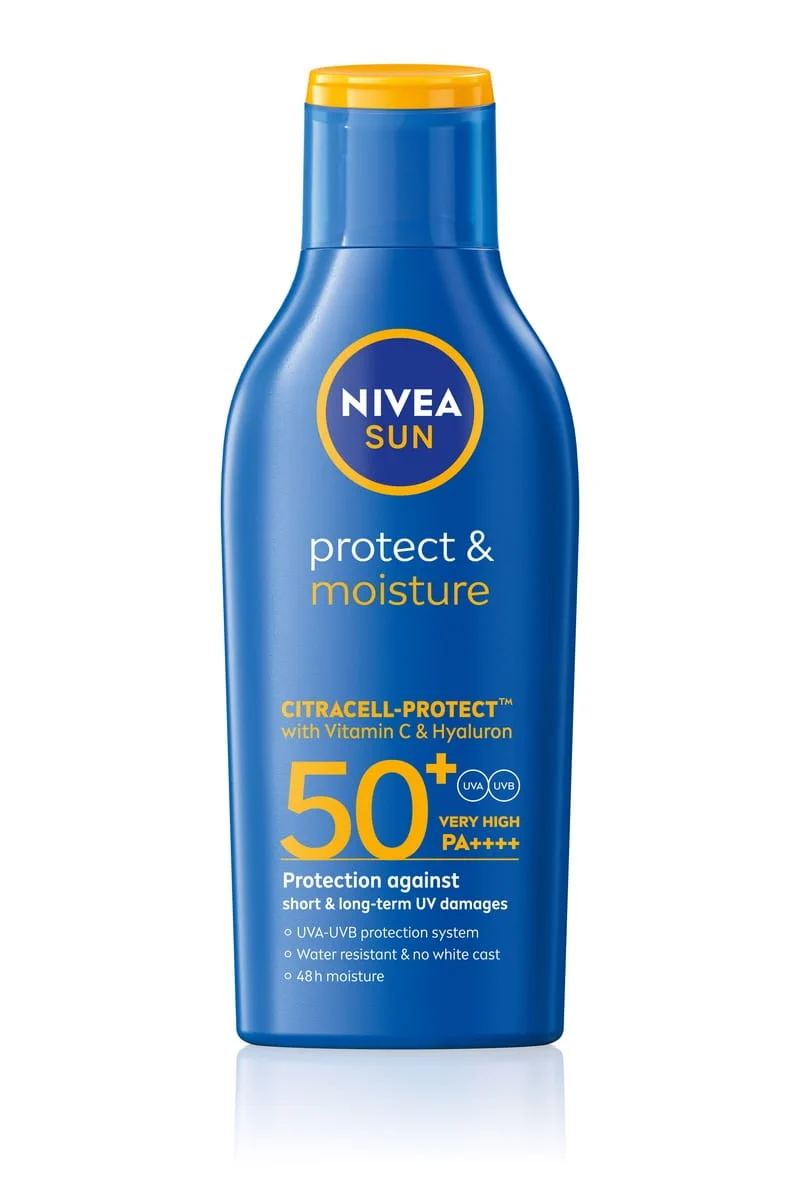 NIVEA
SUN
protect &
moisture
CITRACELL-PROTECT™
with Vitamin C & Hyaluron
50+ UVA UVB
VERY HIGH
PA++++
Protection against
short & long-term UV damages
UVA-UVB protection system
Water resistant & no white cast
48h moisture